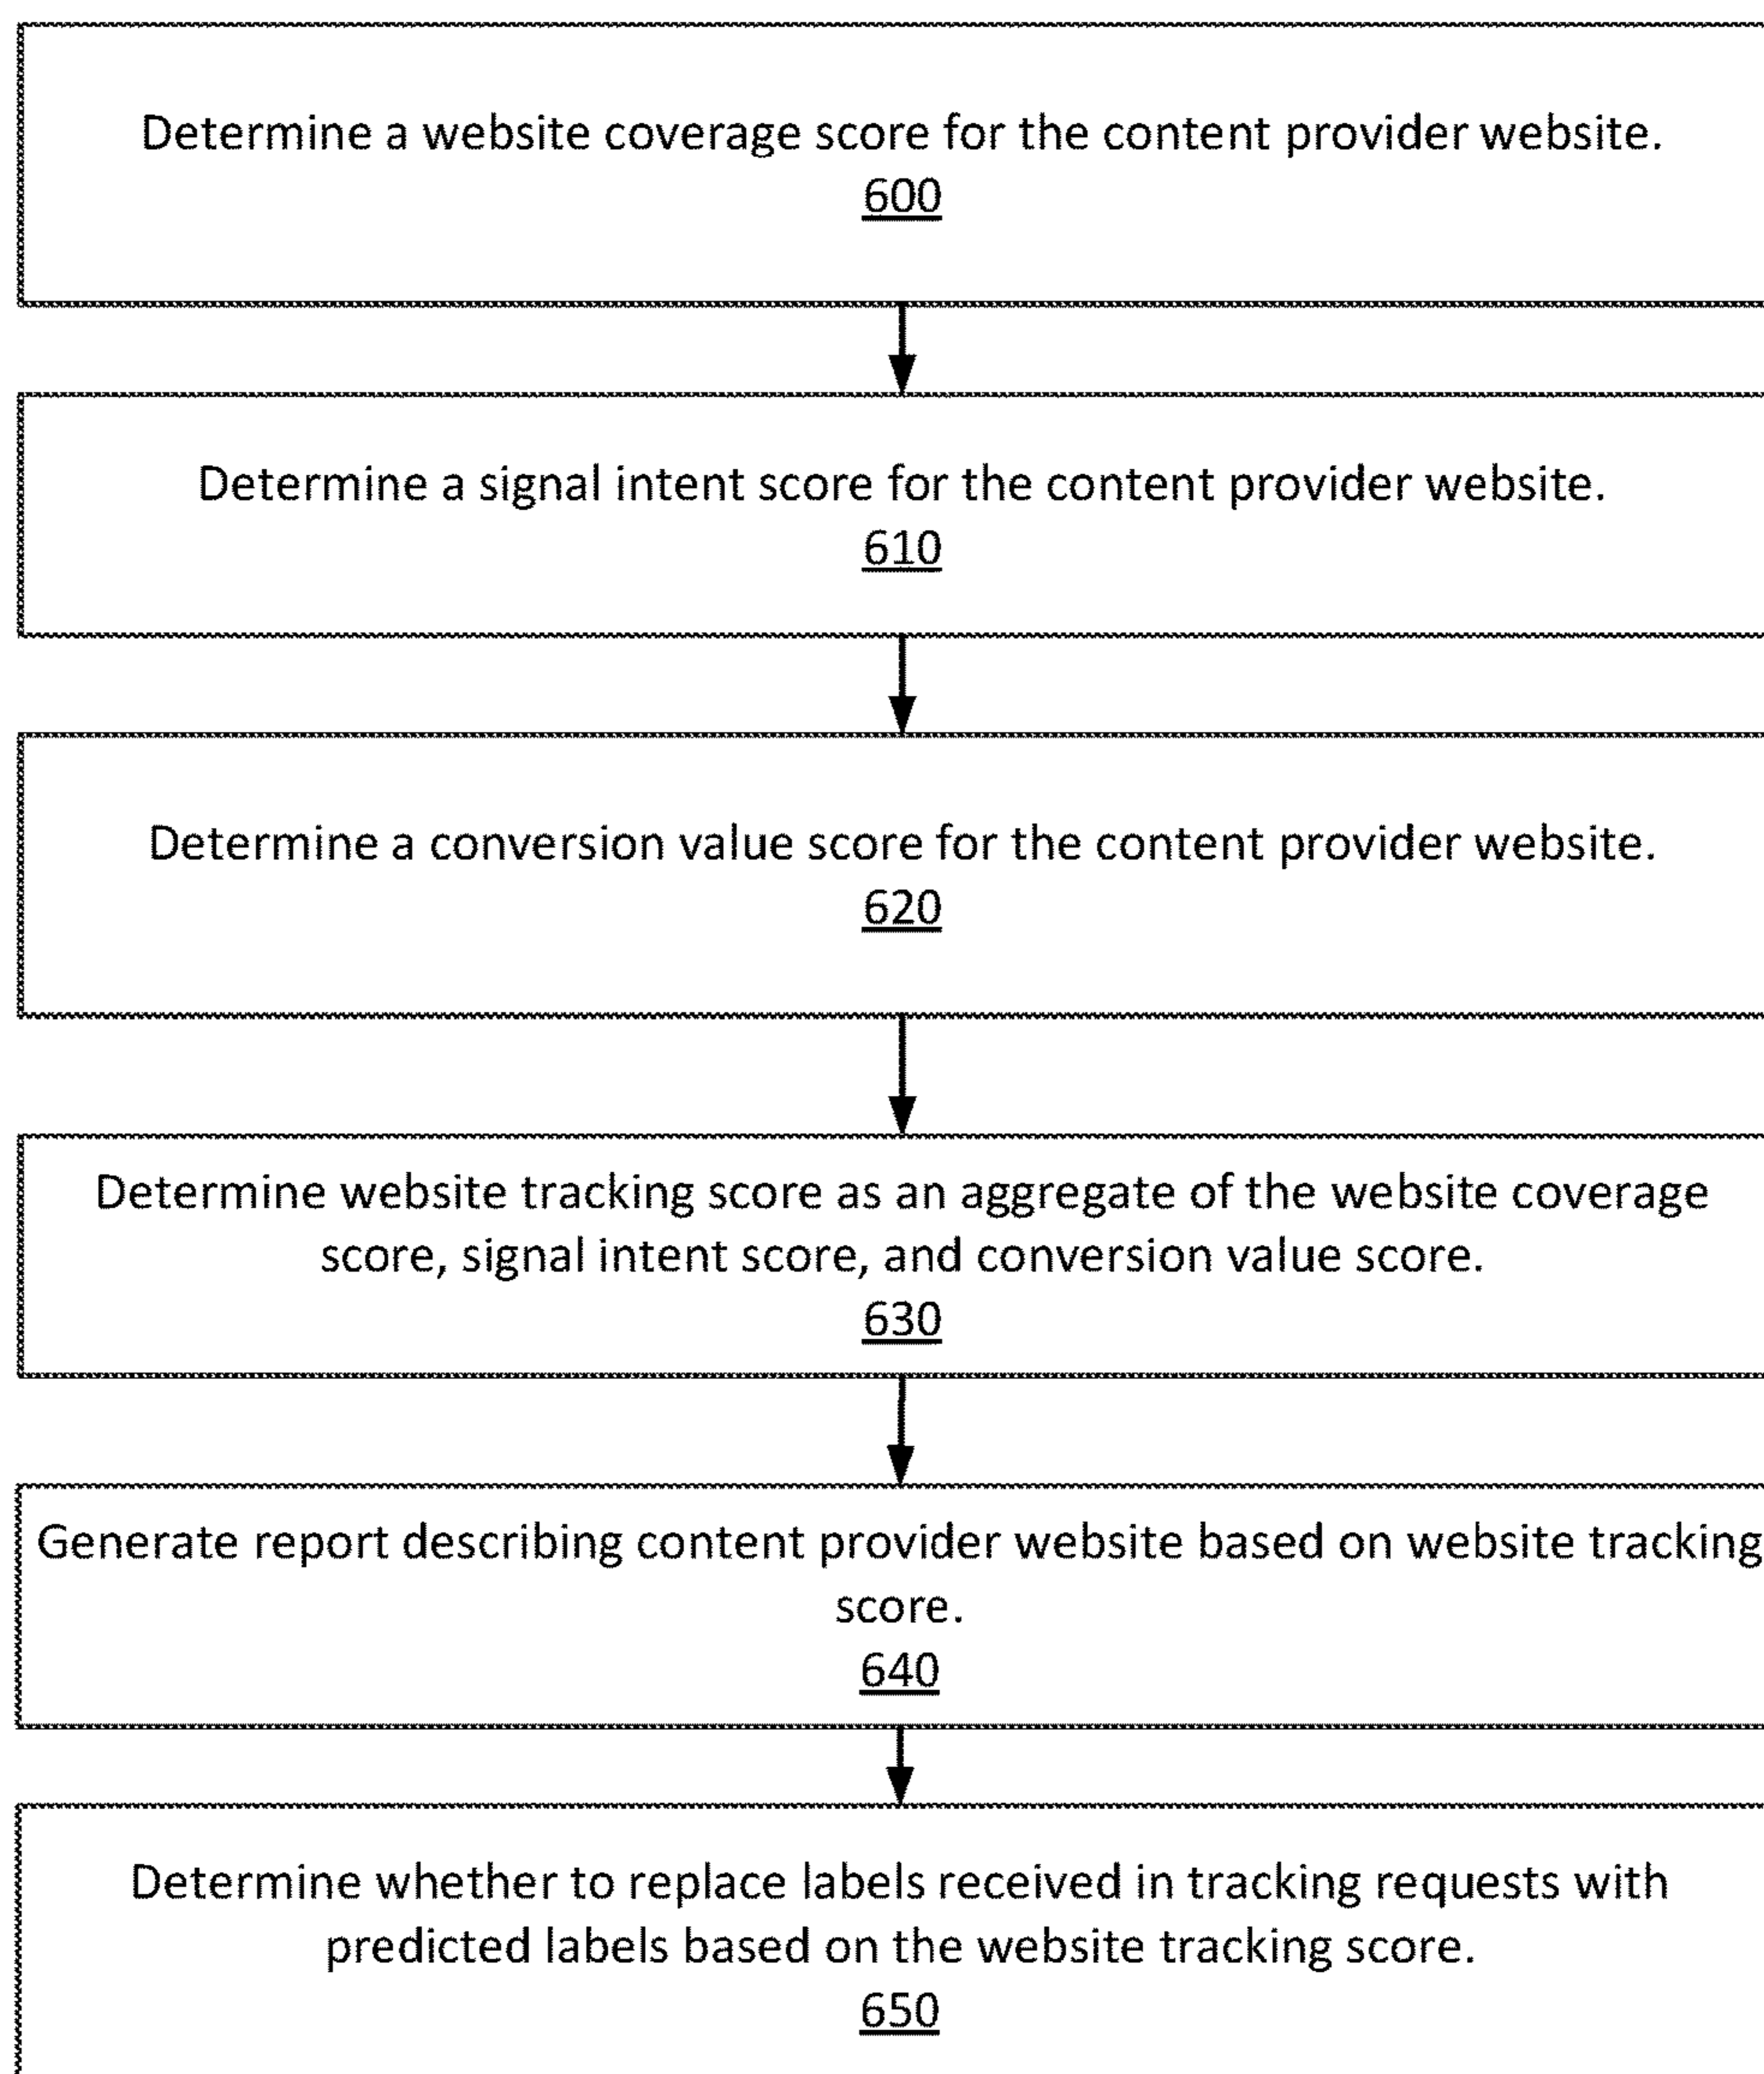 Determine a website coverage score for the content provider website.
600
Determine a signal intent score for the content provider website.
610
Determine a conversion value score for the content provider website.
620
Determine website tracking score as an aggregate of the website coverage
score, signal intent score, and conversion value score.
630
Generate report describing content provider website based on website tracking
score.
640
Determine whether to replace labels received in tracking requests with
predicted labels based on the website tracking score.
650